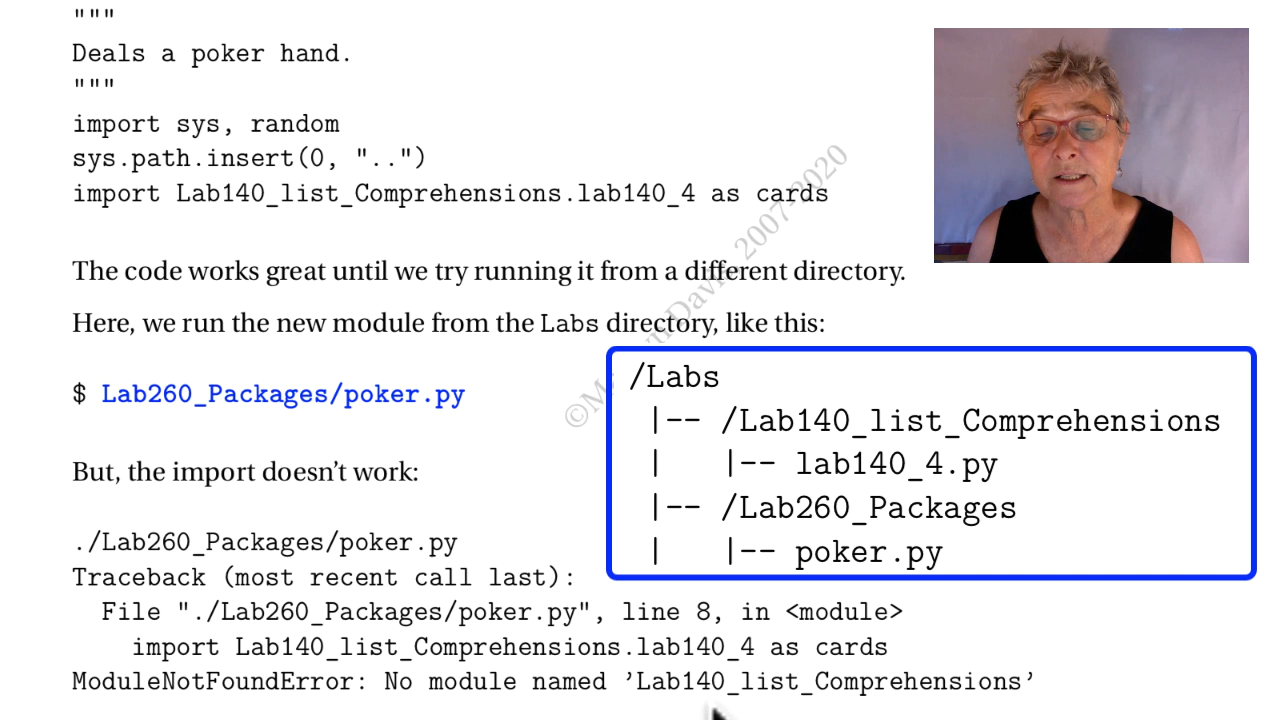 """
Deals a poker hand.
"""
import sys, random
sys.path.insert(0, "..")
import Lab140_list_Comprehensions.lab140_4 as cards
The code works great until we try running it from a different directory.
Here, we run the new module from the Labs directory, like this:
$ Lab260_Packages/poker.py
But, the import doesn't work:
./Lab260_Packages/poker.py
Traceback (most recent call last):
File "./Lab260_Packages/poker.py", line 8, in <module>
import Lab140_list_Comprehensions.lab140_4 as cards
ModuleNotFoundError: No module named ’Lab140_list_Comprehensions’
/Labs
|-- /Lab140_list_Comprehensions
|   |-- lab140_4.py
|-- /Lab260_Packages
|   |-- poker.py
2007-2020